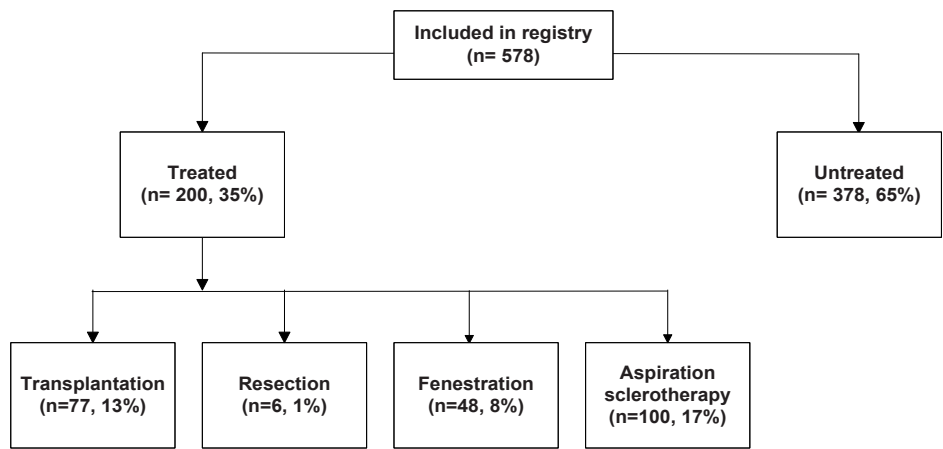 Included in registry
(n= 578)
Treated
(n= 200, 35%)
Untreated
(n= 378, 65%)
Transplantation
(n=77, 13%)
Resection
(n=6, 1%)
Fenestration
(n=48, 8%)
Aspiration
sclerotherapy
(n=100, 17%)